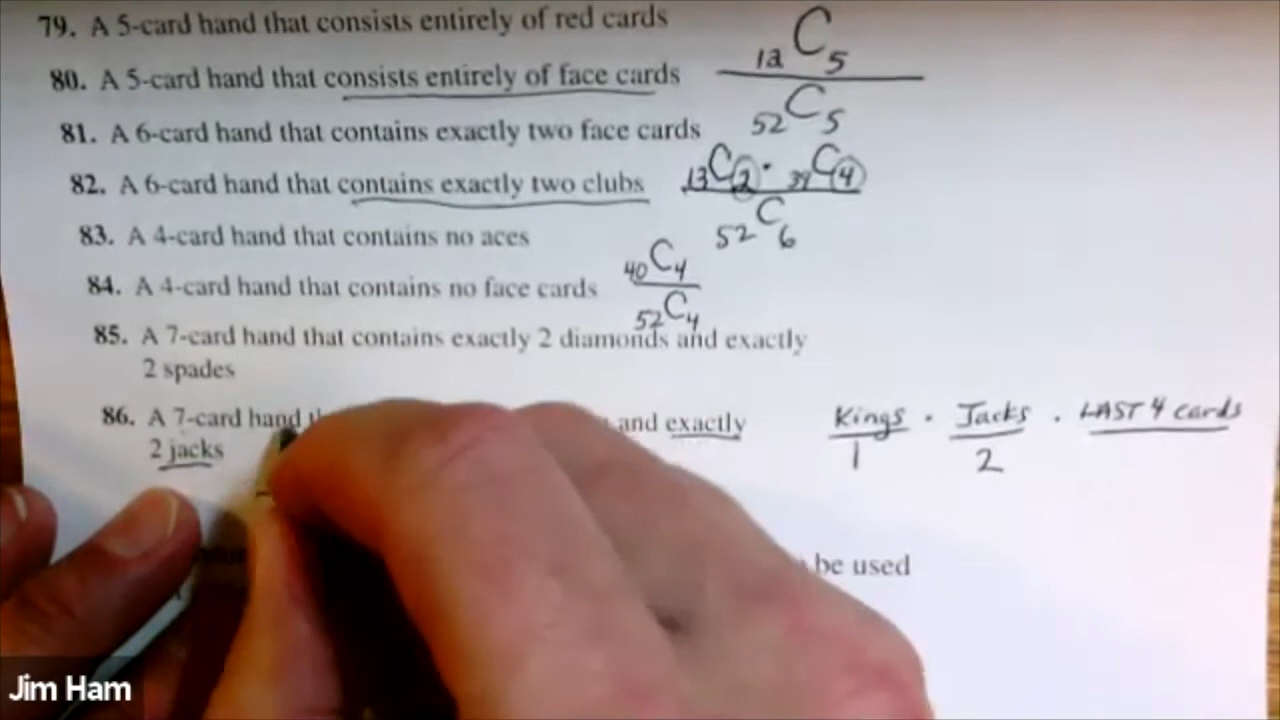 79. A 5-card hand that consists entirely of red cards
80. A 5-card hand that consists entirely of face cards
12C5
52C5
81. A 6-card hand that contains exactly two face cards
82. A 6-card hand that contains exactly two clubs
13C2 · 39C4
52C6
83. A 4-card hand that contains no aces
84. A 4-card hand that contains no face cards
40C4
52C4
85. A 7-card hand that contains exactly 2 diamonds and exactly
2 spades
86. A 7-card hand and exactly
2 jacks
Kings · Jacks · LAST 4 cards
1 2
be used
Jim Ham